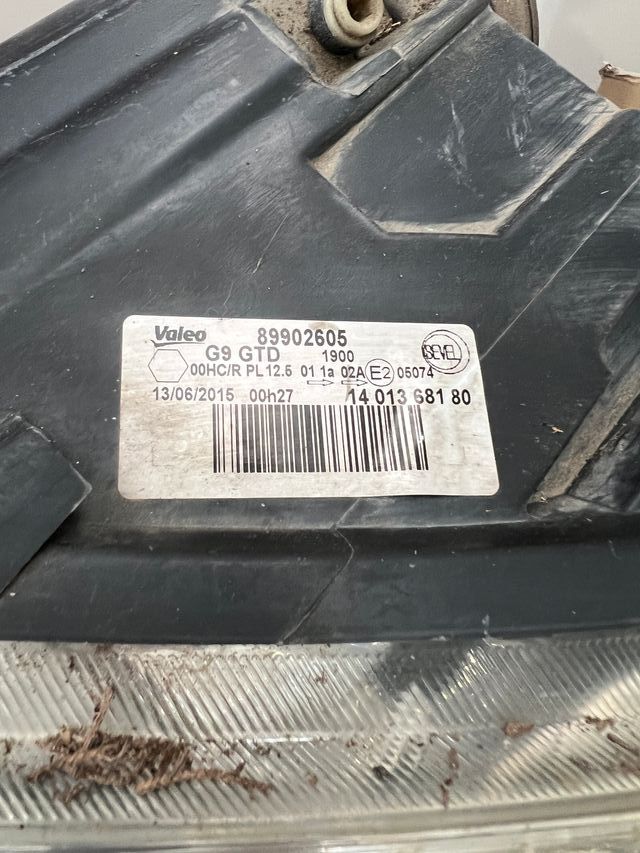 Valeo 89902605
G9 GTD 1900
SEVEL
00HC/R PL 12.5 01 1a 02A E2 05074
13/06/2015 00h27 14 013 681 80